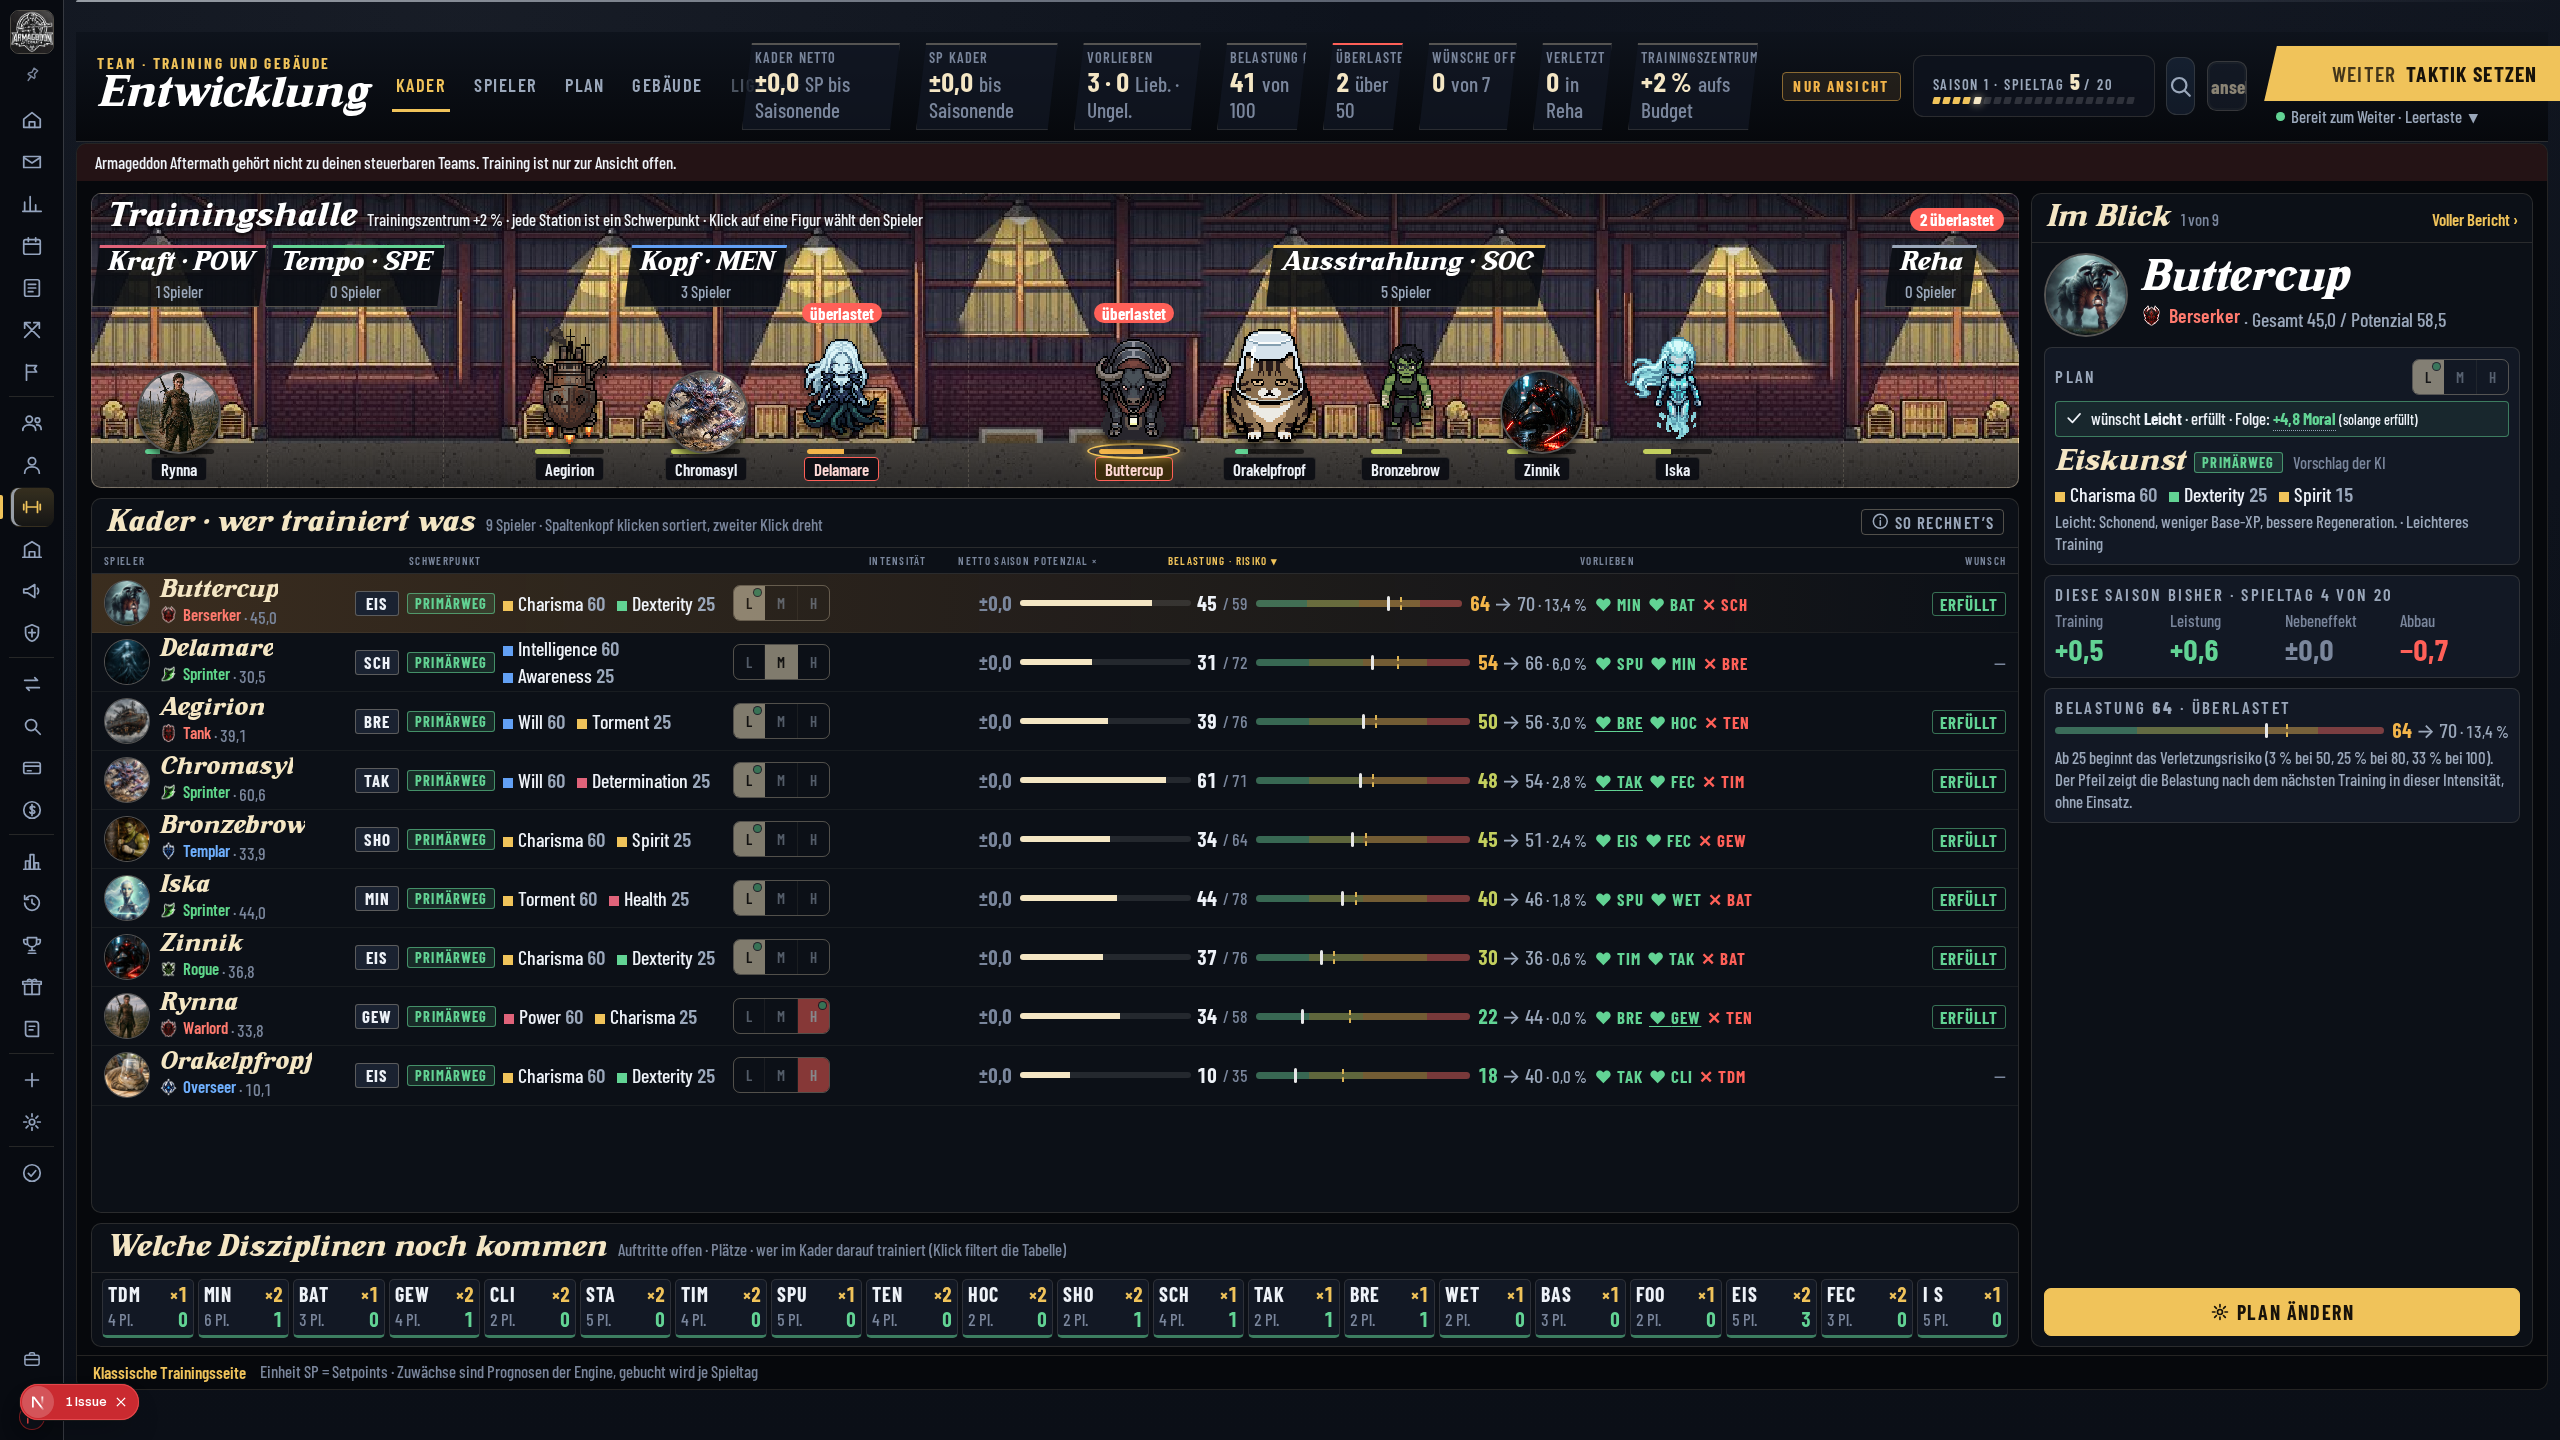 TEAM · TRAINING UND GEBÄUDE
Entwicklung
KADER SPIELER PLAN GEBÄUDE
KADER NETTO
±0,0 SP bis Saisonende
SP KADER
±0,0 bis Saisonende
VORLIEBEN
3 · 0 Lieb. · Ungel.
BELASTUNG
41 von 100
ÜBERLASTE
2 über 50
WÜNSCHE OFF
0 von 7
VERLETZT
0 in Reha
TRAININGSZENTRUM
+2 % aufs Budget
NUR ANSICHT
SAISON 1 · SPIELTAG 5 / 20
anse
WEITER TAKTIK SETZEN
Bereit zum Weiter · Leertaste ▼
Armageddon Aftermath gehört nicht zu deinen steuerbaren Teams. Training ist nur zur Ansicht offen.
Trainingshalle Trainingszentrum +2 % · jede Station ist ein Schwerpunkt · Klick auf eine Figur wählt den Spieler
2 überlastet
Kraft · POW
1 Spieler
Tempo · SPE
0 Spieler
Kopf · MEN
3 Spieler
Ausstrahlung · SOC
5 Spieler
Reha
0 Spieler
überlastet
überlastet
Rynna
Aegirion
Chromasyl
Delamare
Buttercup
Orakelpfropf
Bronzebrow
Zinnik
Iska
Kader · wer trainiert was 9 Spieler · Spaltenkopf klicken sortiert, zweiter Klick dreht
SO RECHNET'S
SPIELER SCHWERPUNKT INTENSITÄT NETTO SAISON POTENZIAL × BELASTUNG · RISIKO ▼ VORLIEBEN WUNSCH
Buttercup
Berserker · 45,0
EIS PRIMÄRWEG Charisma 60 Dexterity 25 L M H ±0,0 45 / 59 64 → 70 · 13,4 % ♥ MIN ♥ BAT × SCH ERFÜLLT
Delamare
Sprinter · 30,5
SCH PRIMÄRWEG Intelligence 60 Awareness 25 L M H ±0,0 31 / 72 54 → 66 · 6,0 % ♥ SPU ♥ MIN × BRE –
Aegirion
Tank · 39,1
BRE PRIMÄRWEG Will 60 Torment 25 L M H ±0,0 39 / 76 50 → 56 · 3,0 % ♥ BRE ♥ HOC × TEN ERFÜLLT
Chromasyl
Sprinter · 60,6
TAK PRIMÄRWEG Will 60 Determination 25 L M H ±0,0 61 / 71 48 → 54 · 2,8 % ♥ TAK ♥ FEC × TIM ERFÜLLT
Bronzebrow
Templar · 33,9
SHO PRIMÄRWEG Charisma 60 Spirit 25 L M H ±0,0 34 / 64 45 → 51 · 2,4 % ♥ EIS ♥ FEC × GEW ERFÜLLT
Iska
Sprinter · 44,0
MIN PRIMÄRWEG Torment 60 Health 25 L M H ±0,0 44 / 78 40 → 46 · 1,8 % ♥ SPU ♥ WET × BAT ERFÜLLT
Zinnik
Rogue · 36,8
EIS PRIMÄRWEG Charisma 60 Dexterity 25 L M H ±0,0 37 / 76 30 → 36 · 0,6 % ♥ TIM ♥ TAK × BAT ERFÜLLT
Rynna
Warlord · 33,8
GEW PRIMÄRWEG Power 60 Charisma 25 L M H ±0,0 34 / 58 22 → 44 · 0,0 % ♥ BRE ♥ GEW × TEN ERFÜLLT
Orakelpfropf
Overseer · 10,1
EIS PRIMÄRWEG Charisma 60 Dexterity 25 L M H ±0,0 10 / 35 18 → 40 · 0,0 % ♥ TAK ♥ CLI × TDM –
Welche Disziplinen noch kommen Auftritte offen · Plätze · wer im Kader darauf trainiert (Klick filtert die Tabelle)
TDM ×1 MIN ×2 BAT ×1 GEW ×2 CLI ×2 STA ×2 TIM ×2 SPU ×1 TEN ×2 HOC ×2 SHO ×2 SCH ×1 TAK ×1 BRE ×1 WET ×1 BAS ×1 FOO ×1 EIS ×2 FEC ×2 I S ×1
4 Pl. 0 6 Pl. 1 3 Pl. 0 4 Pl. 1 2 Pl. 0 5 Pl. 0 4 Pl. 0 5 Pl. 0 4 Pl. 0 2 Pl. 0 2 Pl. 1 4 Pl. 1 2 Pl. 1 2 Pl. 1 2 Pl. 0 3 Pl. 0 2 Pl. 0 5 Pl. 3 3 Pl. 0 5 Pl. 0
Klassische Trainingsseite Einheit SP = Setpoints · Zuwächse sind Prognosen der Engine, gebucht wird je Spieltag
Im Blick 1 von 9 Voller Bericht ›
Buttercup
Berserker · Gesamt 45,0 / Potenzial 58,5
PLAN L M H
wünscht Leicht · erfüllt · Folge: +4,8 Moral (solange erfüllt)
Eiskunst PRIMÄRWEG Vorschlag der KI
Charisma 60 Dexterity 25 Spirit 15
Leicht: Schonend, weniger Base-XP, bessere Regeneration. · Leichteres
Training
DIESE SAISON BISHER · SPIELTAG 4 VON 20
Training Leistung Nebeneffekt Abbau
+0,5 +0,6 ±0,0 −0,7
BELASTUNG 64 · ÜBERLASTET
64 → 70 · 13,4 %
Ab 25 beginnt das Verletzungsrisiko (3 % bei 50, 25 % bei 80, 33 % bei 100).
Der Pfeil zeigt die Belastung nach dem nächsten Training in dieser Intensität,
ohne Einsatz.
PLAN ÄNDERN
N 1 Issue ×